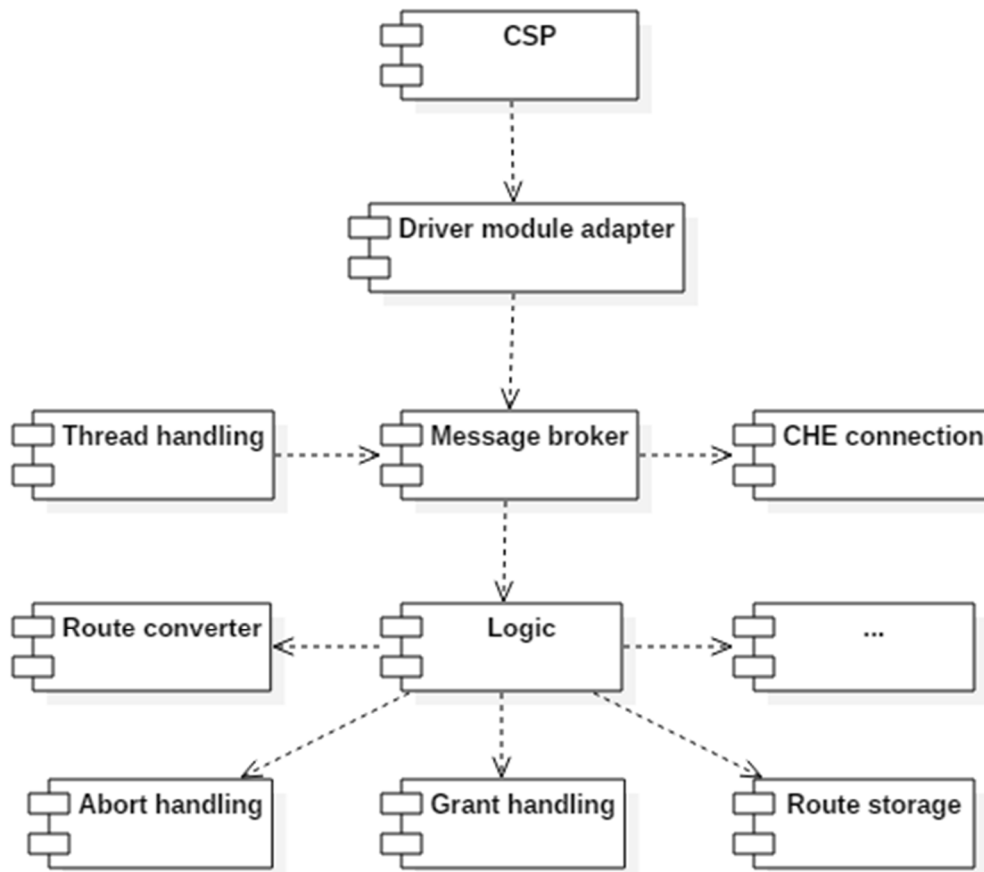 CSP
Driver module adapter
Thread handling
Message broker
CHE connection
Route converter
Logic
...
Abort handling
Grant handling
Route storage